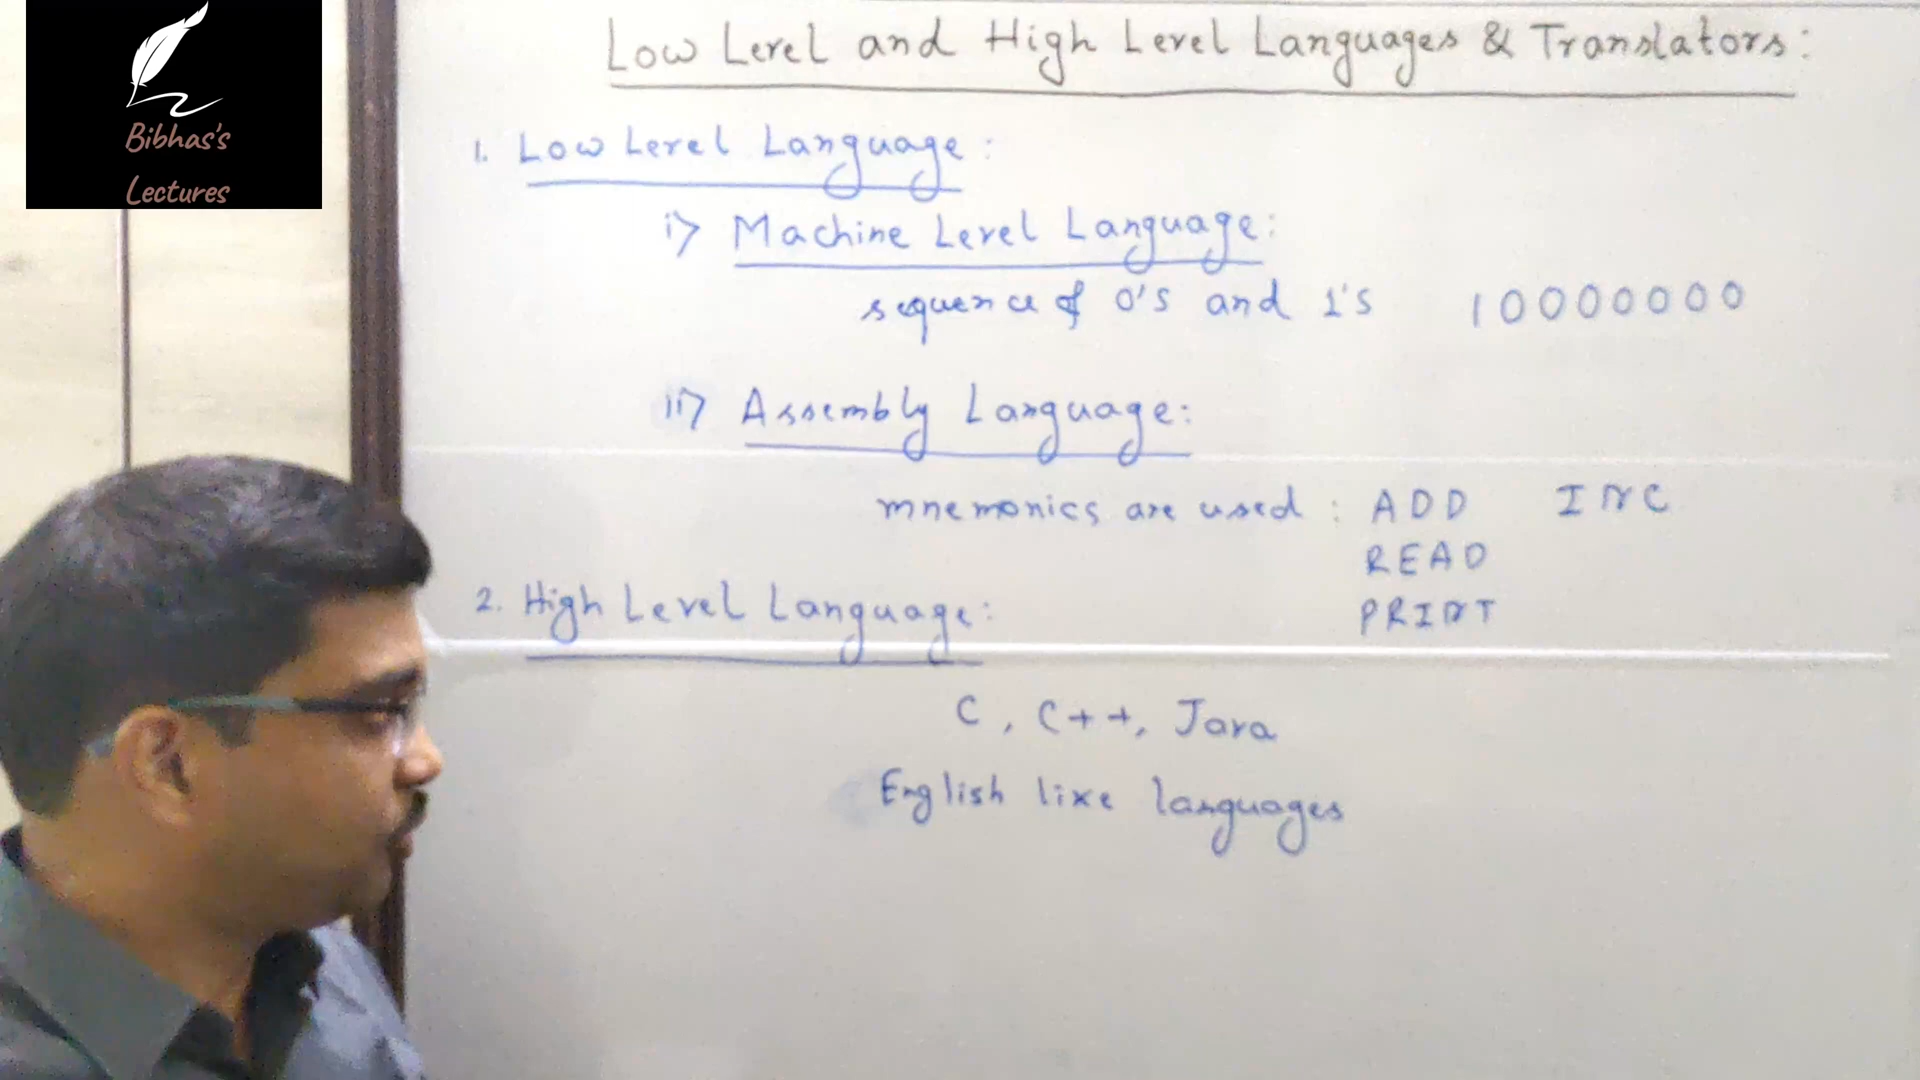 Bibhas's
Lectures
Low Level and High Level Languages & Translators:
1. Low Level Language:
i) Machine Level Language:
sequence of 0's and 1's 10000000
ii) Assembly Language:
mnemonics are used : ADD INC
READ
PRINT
2. High Level Language:
C, C++, Java
English like languages